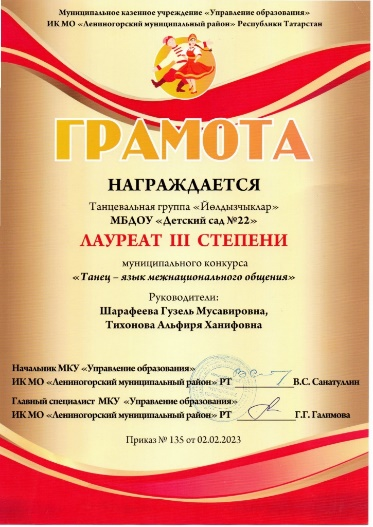 Муниципальное казенное учреждение «Управление образования»
ИК МО «Лениногорский муниципальный район» Республики Татарстан
ГРАМОТА
НАГРАЖДАЕТСЯ
Танцевальная группа «Йөлдызчыклар»
МБДОУ «Детский сад №22»
ЛАУРЕАТ III СТЕПЕНИ
муниципального конкурса
«Танец – язык межнационального общения»
Руководители:
Шарафеева Гузель Мусавировна,
Тихонова Альфиря Ханифовна
Начальник МКУ «Управление образования»
ИК МО «Лениногорский муниципальный район» РТ В.С. Санатуллин
Главный специалист МКУ «Управление образования»
ИК МО «Лениногорский муниципальный район» РТ Г.Г. Галимова
Приказ № 135 от 02.02.2023